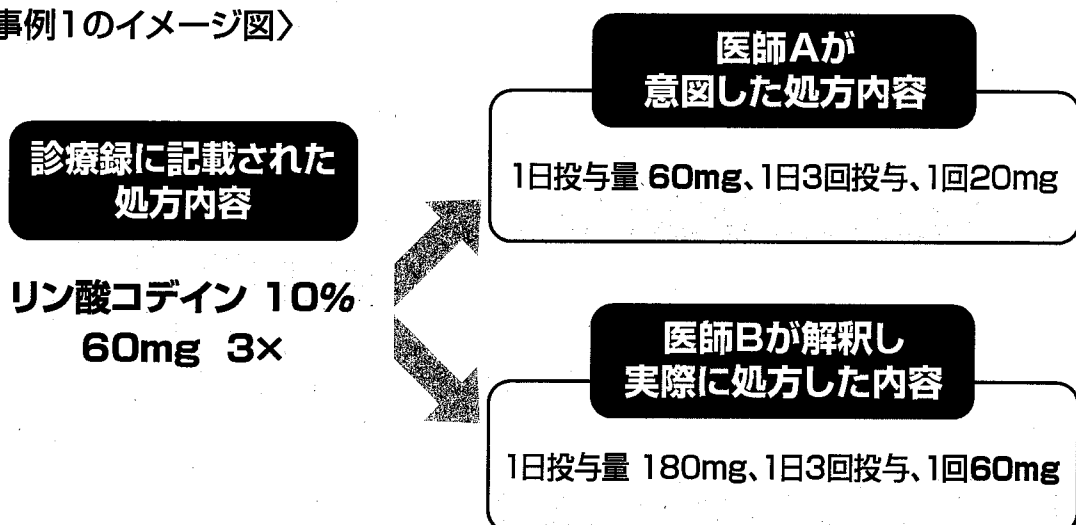 事例1のイメージ図〉
診療録に記載された
処方内容
リン酸コデイン 10%
60mg 3×
医師Aが
意図した処方内容
1日投与量 60mg、1日3回投与、1回20mg
医師Bが解釈し
実際に処方した内容
1日投与量 180mg、1日3回投与、1回60mg